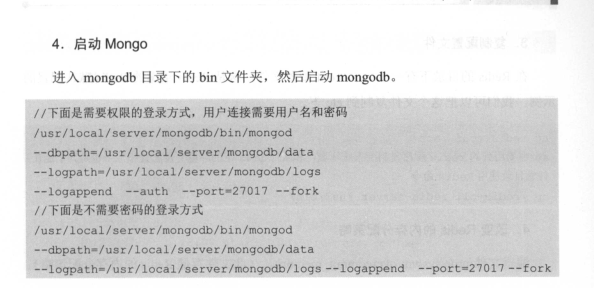 4．启动 Mongo
进入 mongodb 目录下的 bin 文件夹，然后启动 mongodb。
//下面是需要权限的登录方式，用户连接需要用户名和密码
/usr/local/server/mongodb/bin/mongod
--dbpath=/usr/local/server/mongodb/data
--logpath=/usr/local/server/mongodb/logs
--logappend --auth --port=27017 --fork
//下面是不需要密码的登录方式
/usr/local/server/mongodb/bin/mongod
--dbpath=/usr/local/server/mongodb/data
--logpath=/usr/local/server/mongodb/logs --logappend --port=27017 --fork